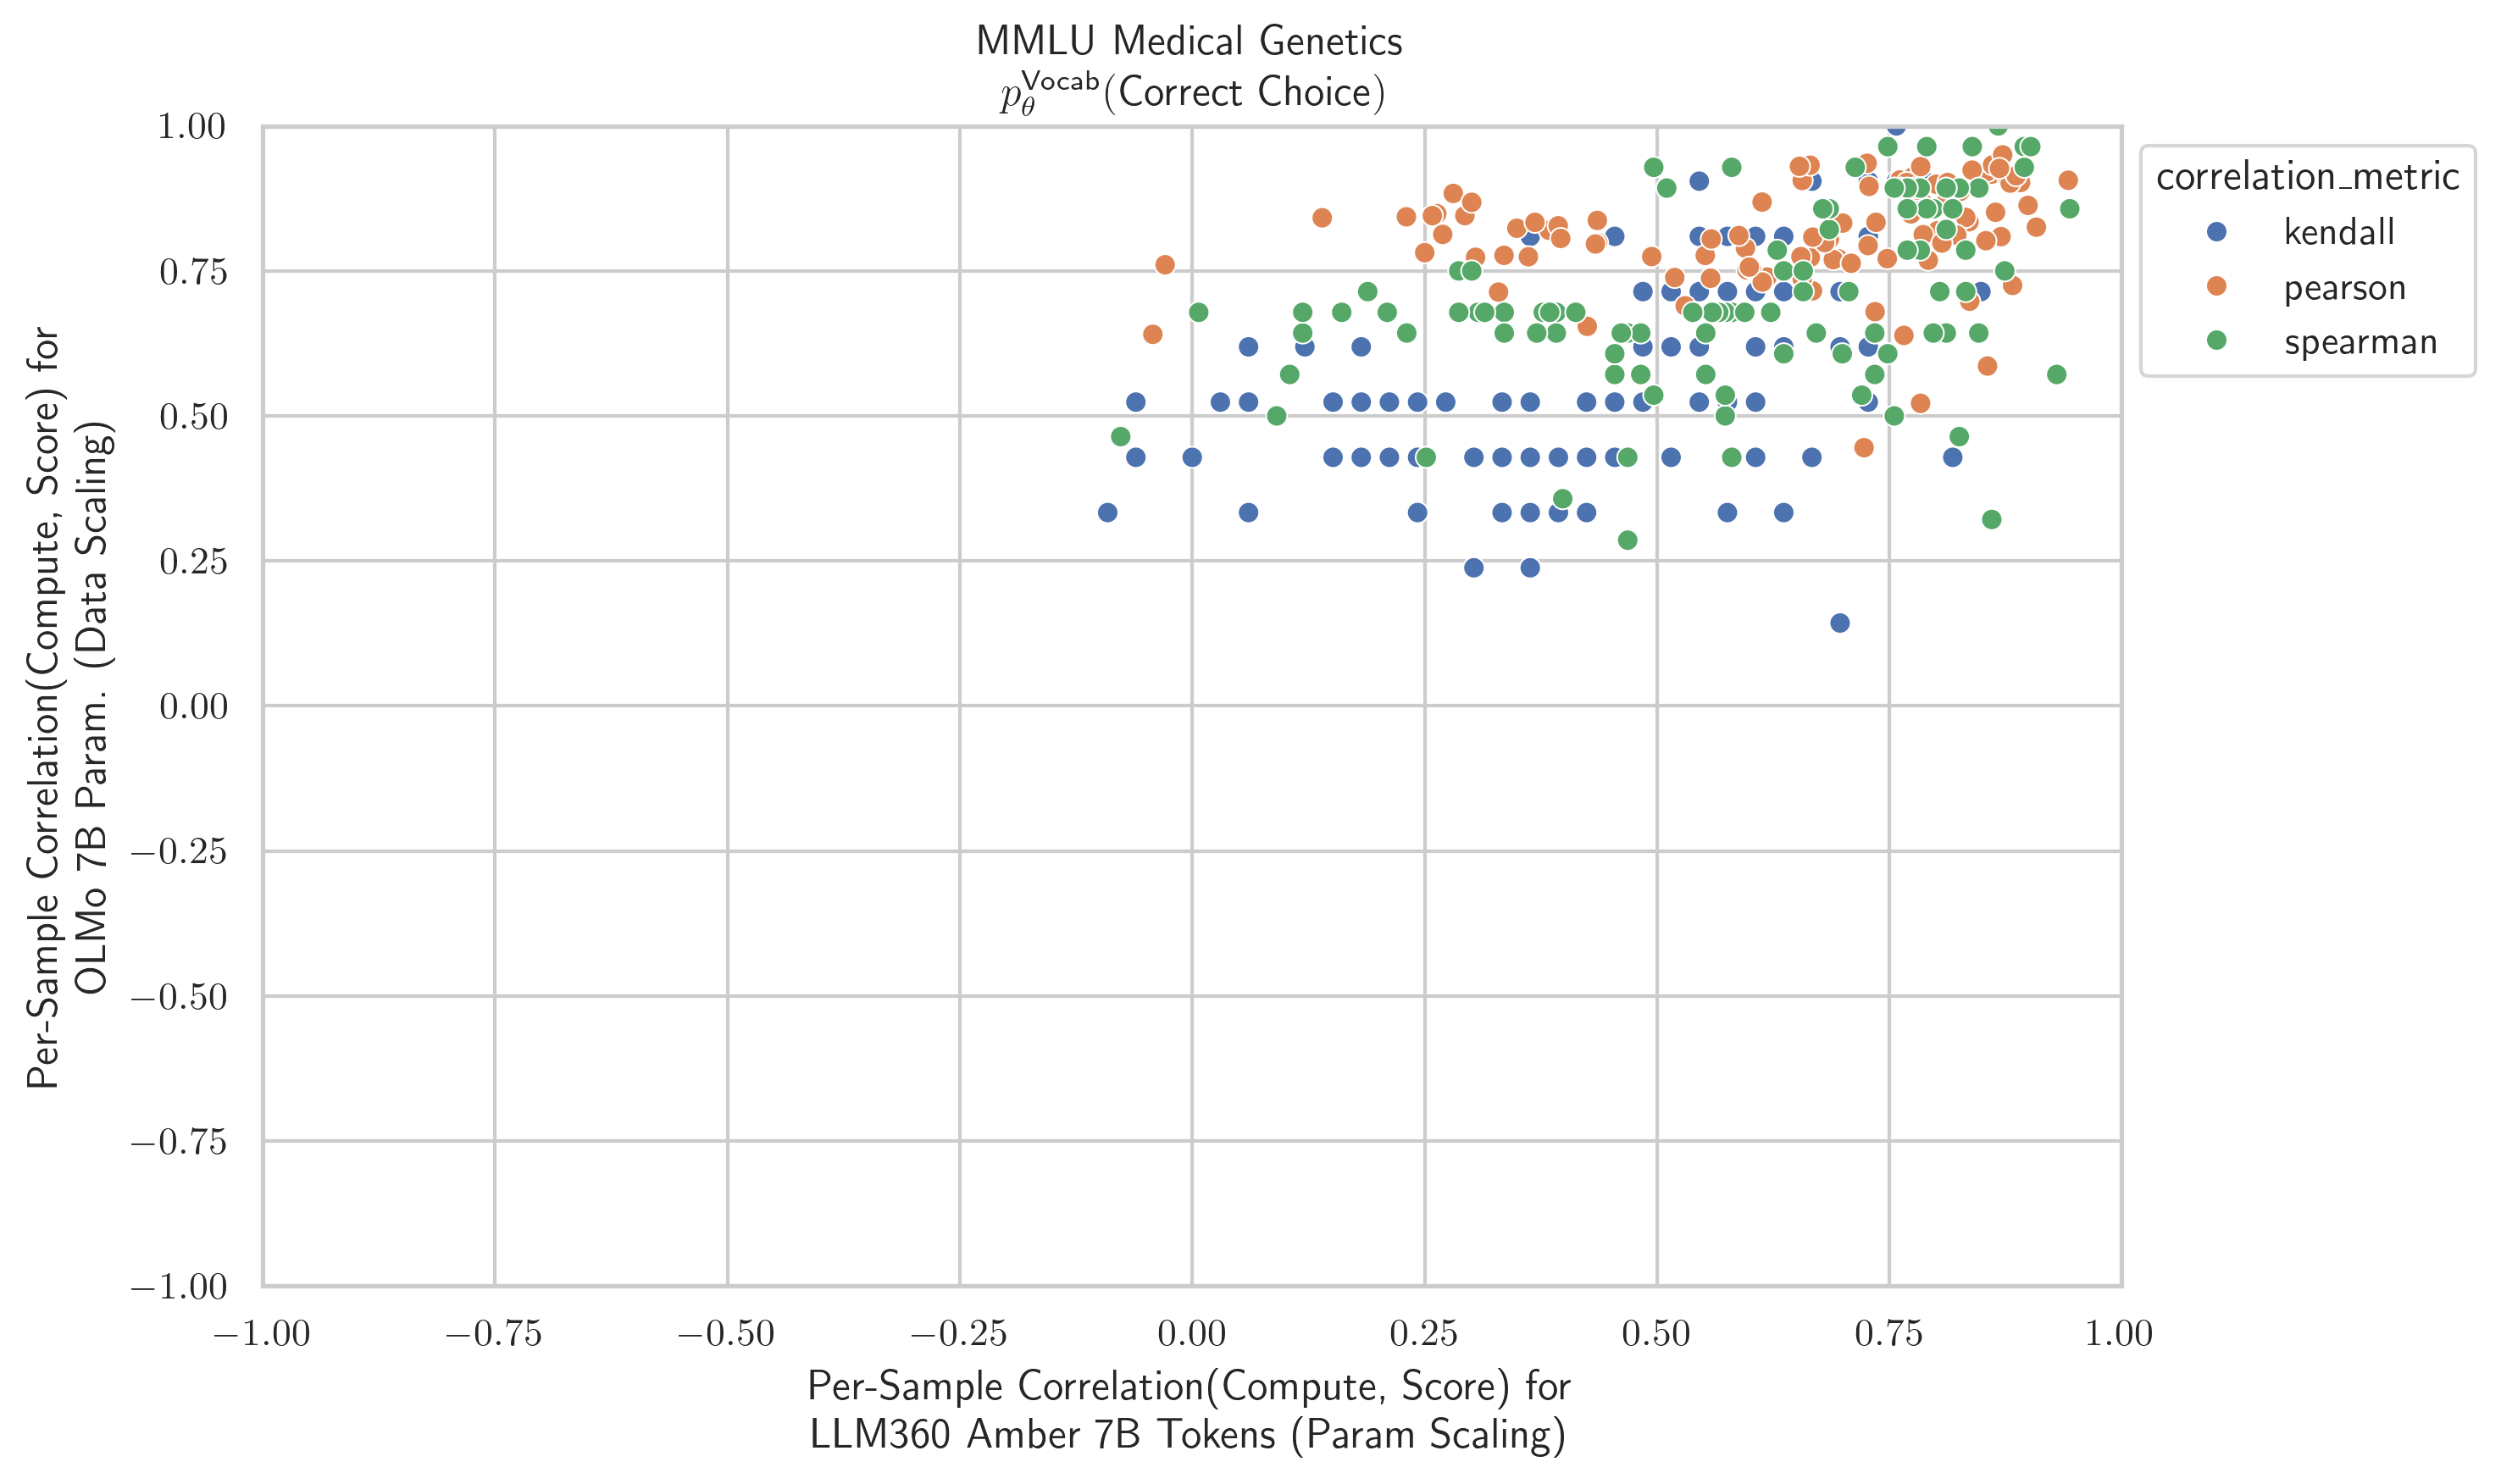 MMLU Medical Genetics
p_θ^Vocab(Correct Choice)
1.00
0.75
0.50
0.25
0.00
−0.25
−0.50
−0.75
−1.00
Per-Sample Correlation(Compute, Score) for
OLMo 7B Param. (Data Scaling)
−1.00
−0.75
−0.50
−0.25
0.00
0.25
0.50
0.75
1.00
Per-Sample Correlation(Compute, Score) for
LLM360 Amber 7B Tokens (Param Scaling)
correlation_metric
kendall
pearson
spearman